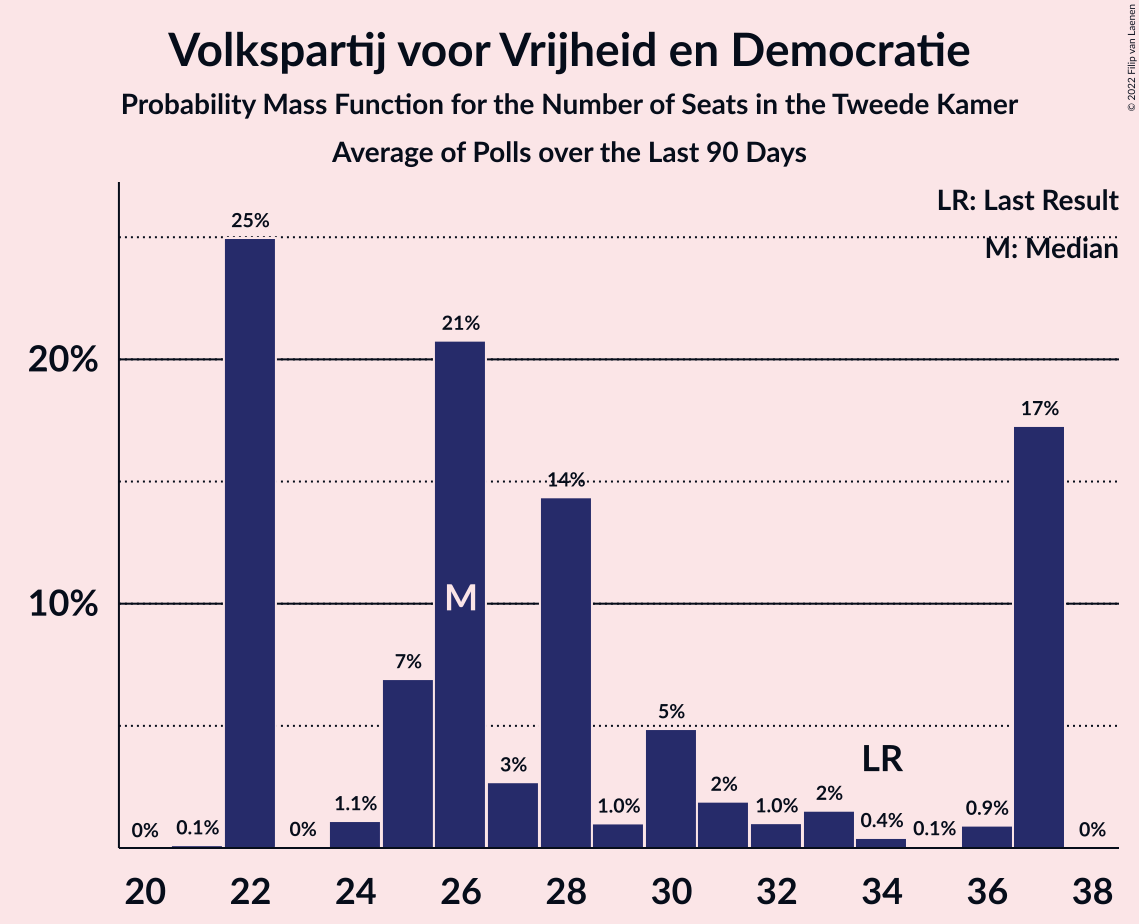 Volkspartij voor Vrijheid en Democratie
Probability Mass Function for the Number of Seats in the Tweede Kamer
Average of Polls over the Last 90 Days
© 2022 Filip van Laenen
LR: Last Result
M: Median
20%
10%
0%
0.1%
25%
0%
1.1%
7%
21%
3%
14%
1.0%
5%
2%
1.0%
2%
0.4%
0.1%
0.9%
17%
0%
M
LR
20 22 24 26 28 30 32 34 36 38